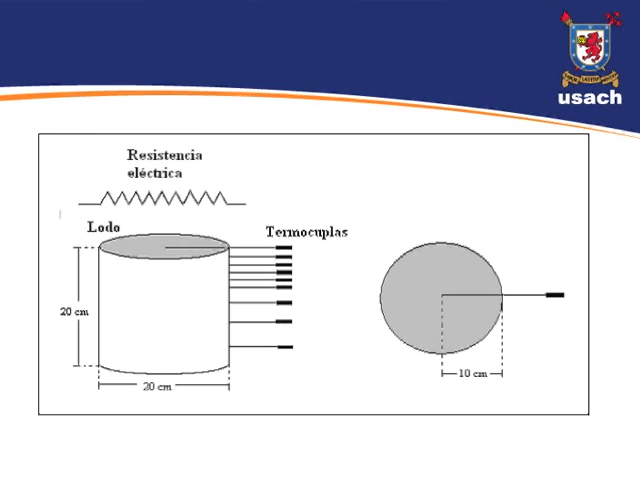 usach
Resistencia
eléctrica
Lodo
Termocuplas
20 cm
20 cm
10 cm